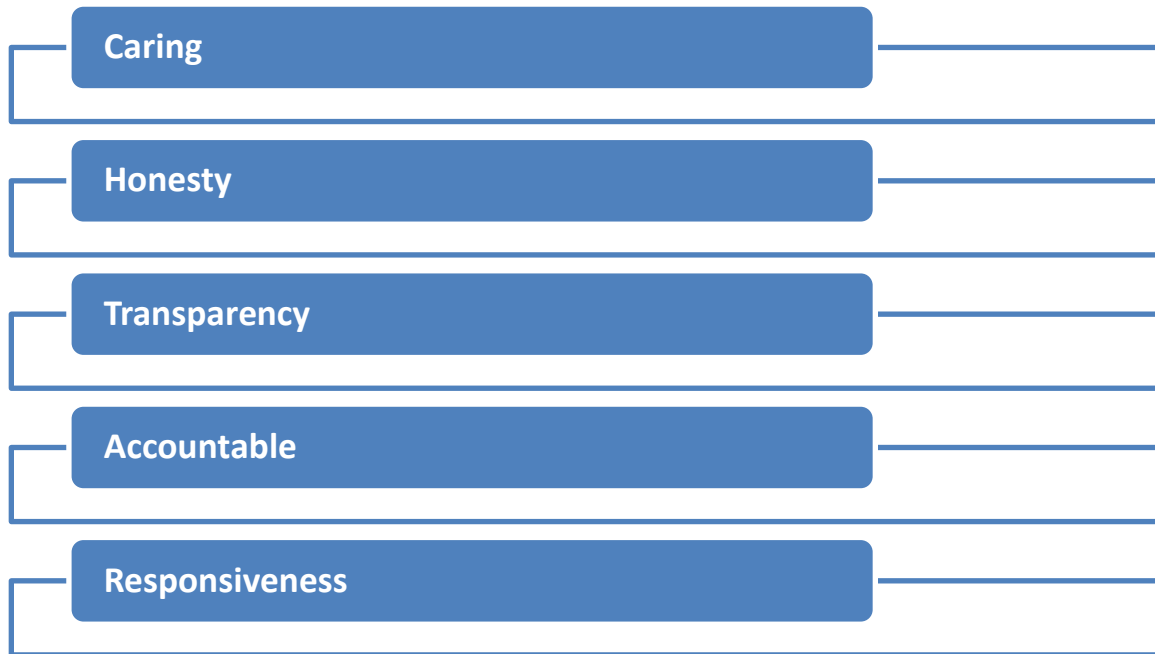 Caring
Honesty
Transparency
Accountable
Responsiveness